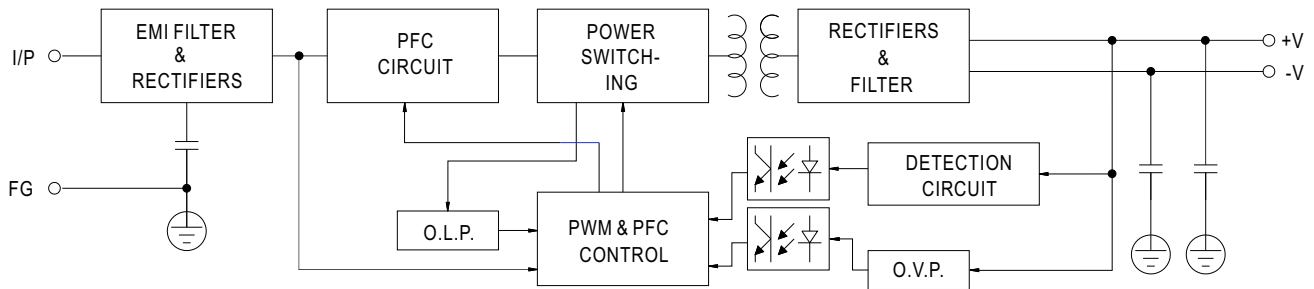 I/P
EMI FILTER
&
RECTIFIERS
PFC
CIRCUIT
POWER
SWITCH-
ING
RECTIFIERS
&
FILTER
+V
-V
FG
O.L.P.
PWM & PFC
CONTROL
DETECTION
CIRCUIT
O.V.P.